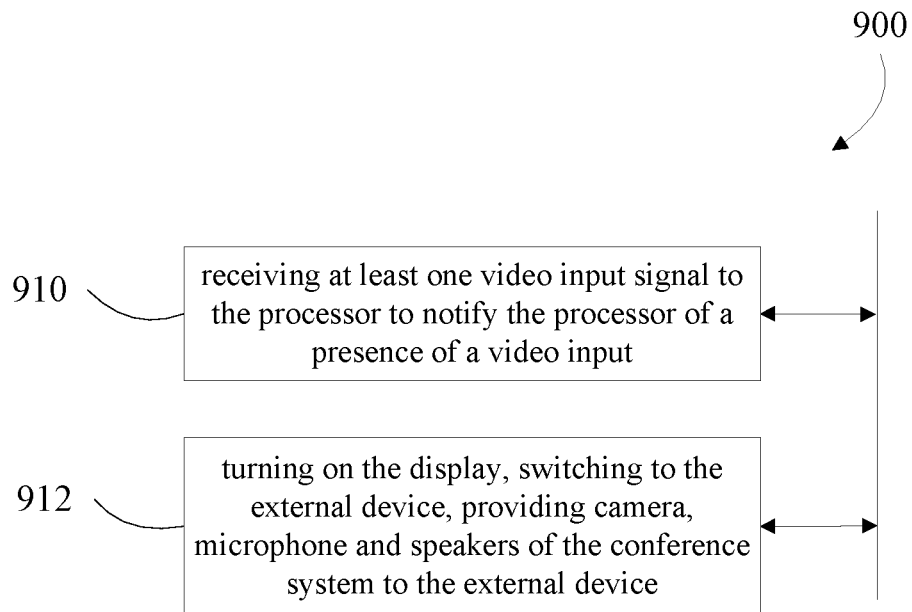 900
910
receiving at least one video input signal to
the processor to notify the processor of a
presence of a video input
912
turning on the display, switching to the
external device, providing camera,
microphone and speakers of the conference
system to the external device